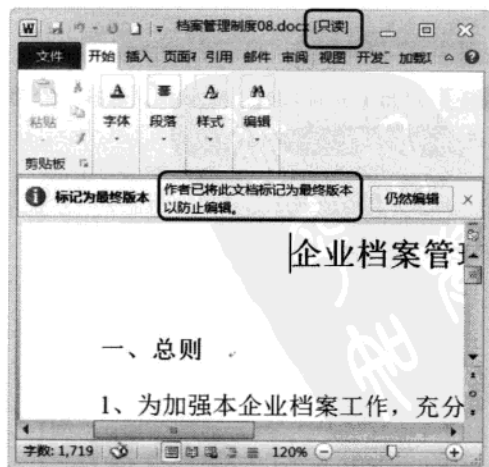 档案管理制度08.docx [只读]
文件 开始 插入 页面 引用 邮件 审阅 视图 开发 加载
粘贴 字体 段落 样式 编辑
剪贴板
标记为最终版本 作者已将此文档标记为最终版本
以防止编辑。 仍然编辑
企业档案管
一、总则
1、为加强本企业档案工作，充分
字数: 1,719 120%